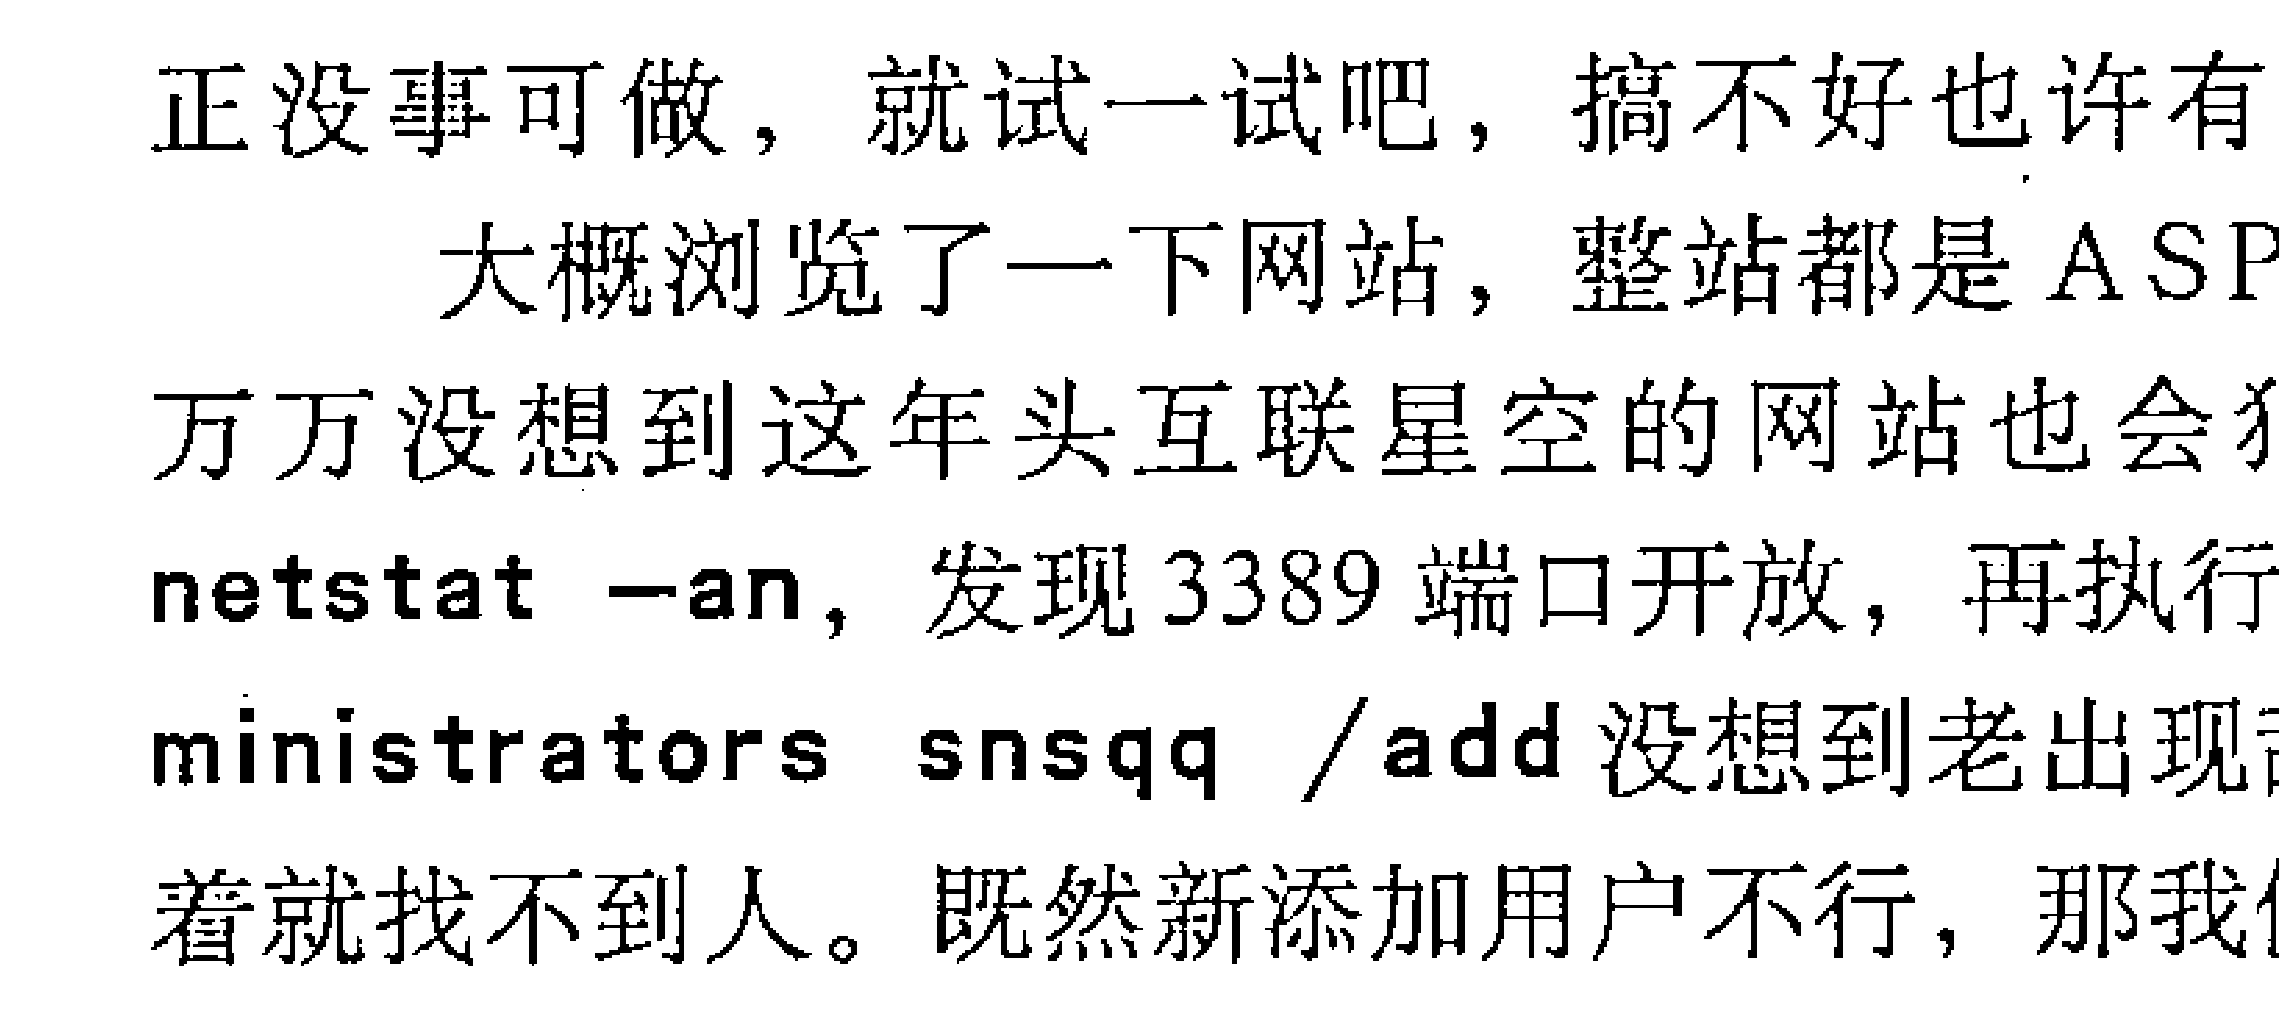 正没事可做，就试一试吧，搞不好也许有
大概浏览了一下网站，整站都是ASP
万万没想到这年头互联星空的网站也会
netstat -an，发现3389端口开放，再执行
ministrators snsqq /add没想到老出现
着就找不到人。既然新添加用户不行，那我